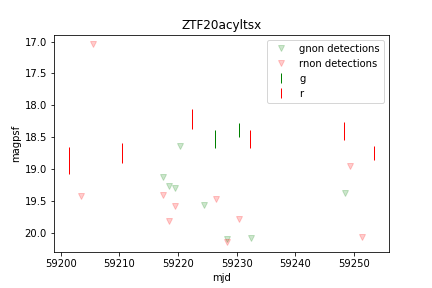 ZTF20acyltsx
gnon detections
rnon detections
g
r
17.0
17.5
18.0
18.5
19.0
19.5
20.0
magpsf
59200 59210 59220 59230 59240 59250
mjd